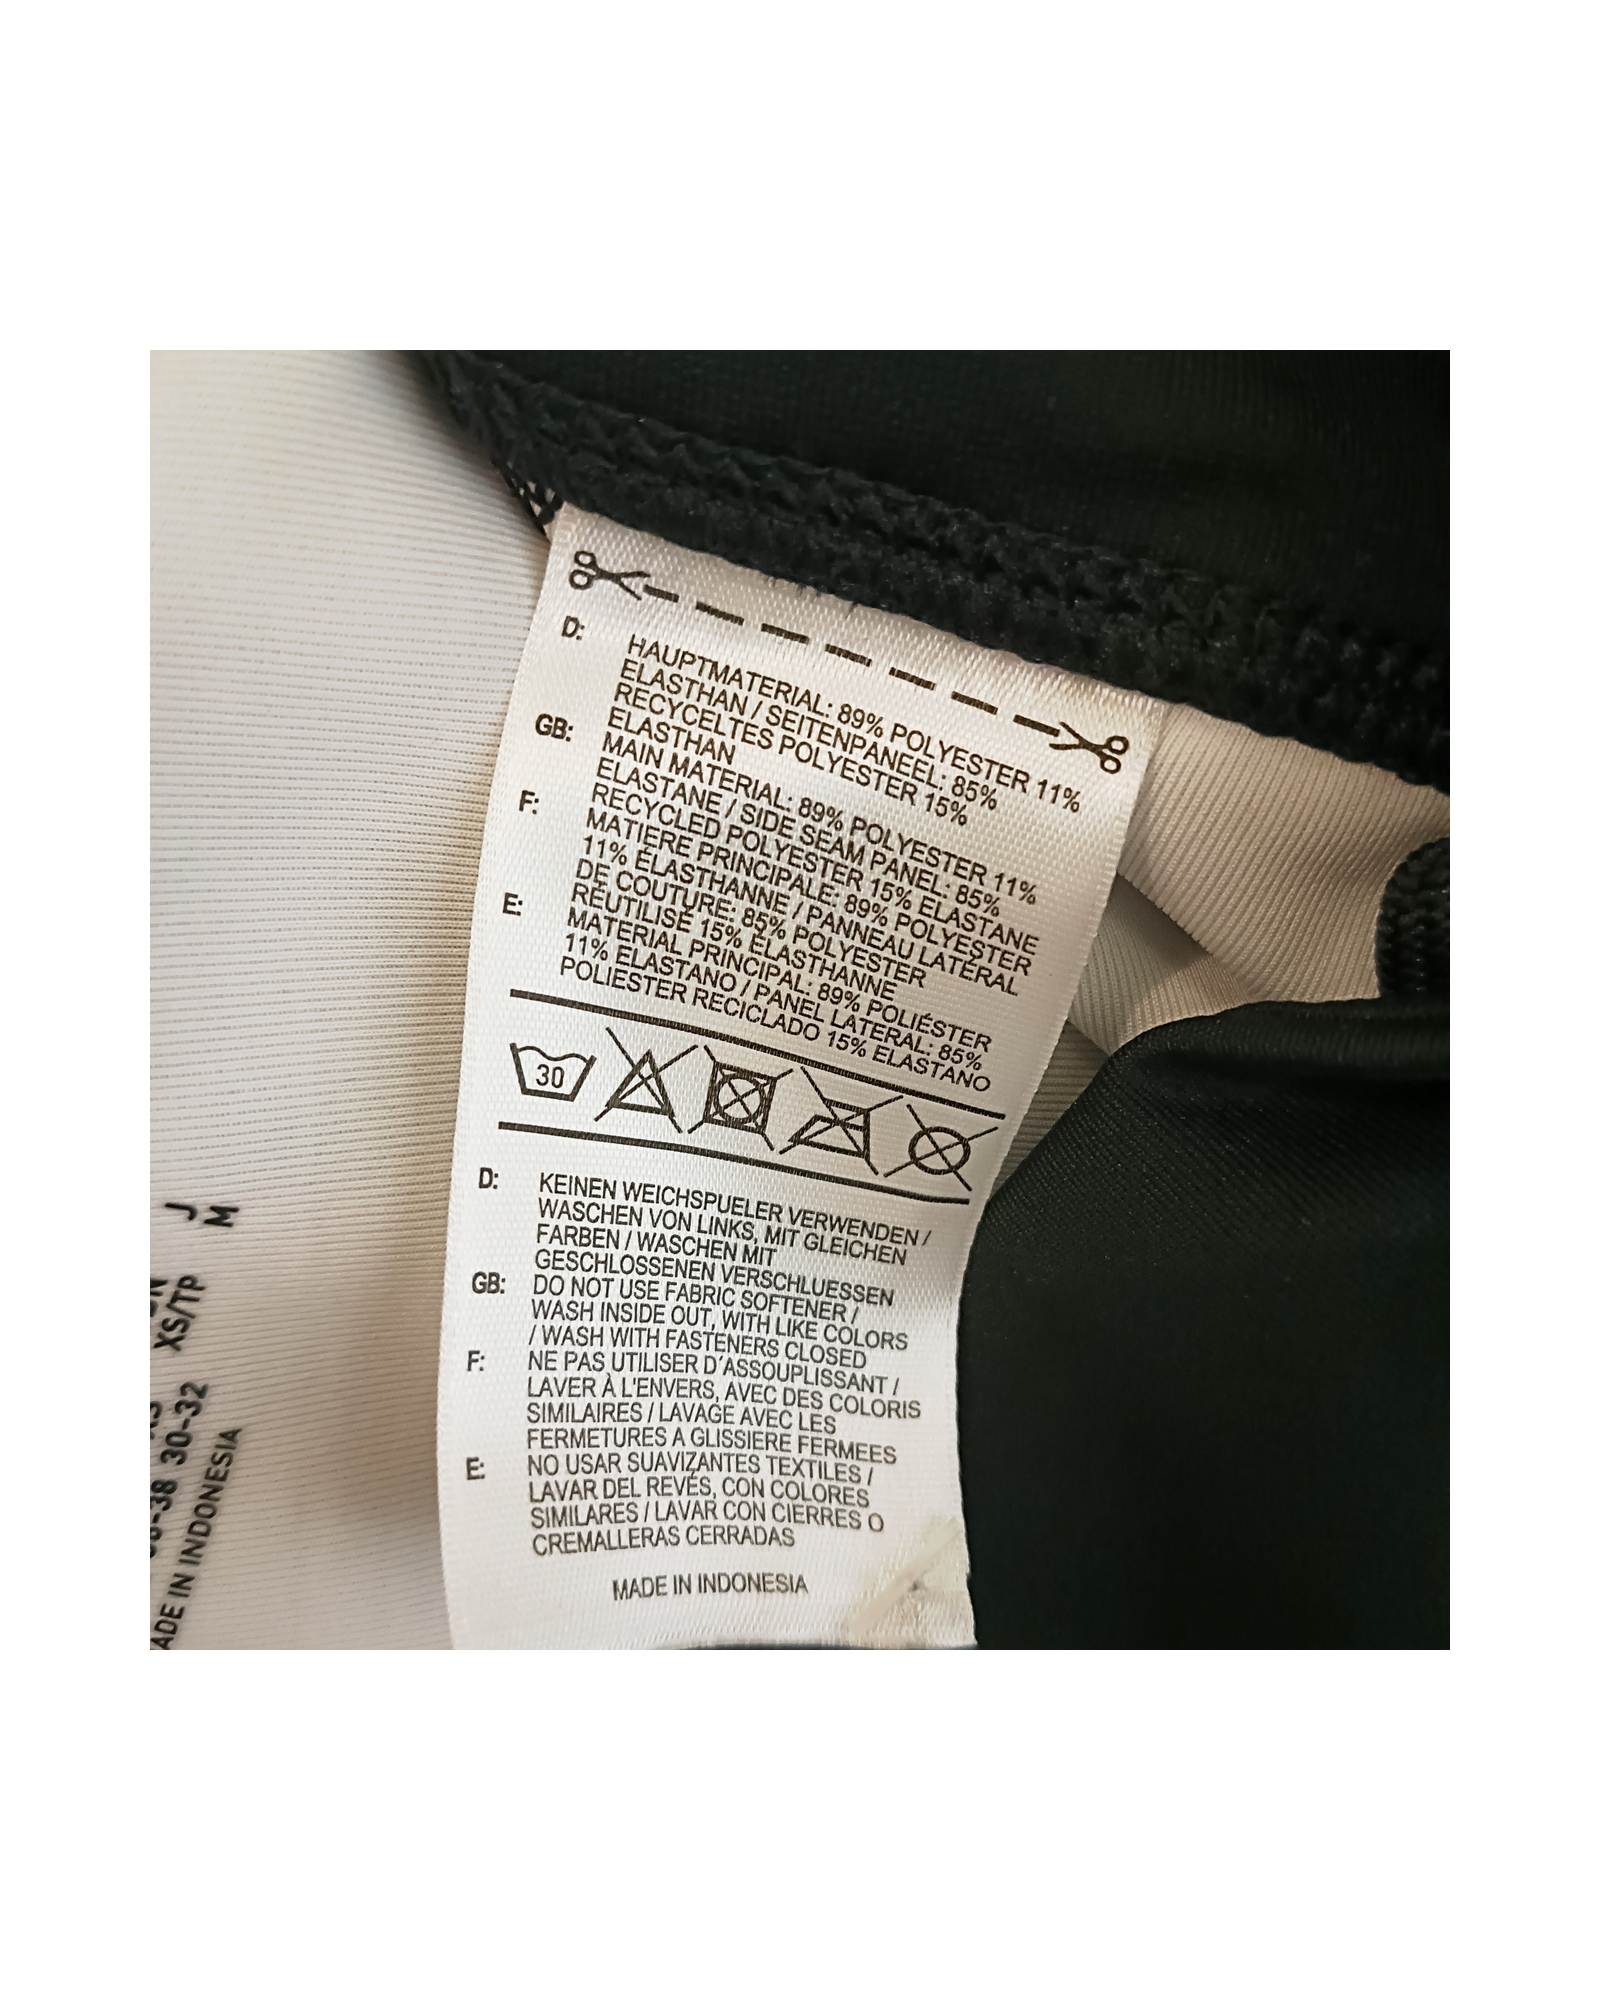 D: HAUPTMATERIAL: 89% POLYESTER 11%
ELASTHAN / SEITENPANEEL: 85%
RECYCELTES POLYESTER 15%
ELASTHAN
GB: MAIN MATERIAL: 89% POLYESTER 11%
ELASTANE / SIDE SEAM PANEL: 85%
RECYCLED POLYESTER 15% ELASTANE
F: MATIÈRE PRINCIPALE: 89% POLYESTER
11% ÉLASTHANNE / PANNEAU LATÉRAL
DE COUTURE: 85% POLYESTER
RÉUTILISÉ 15% ÉLASTHANNE
E: MATERIAL PRINCIPAL: 89% POLIÉSTER
11% ELASTANO / PANEL LATERAL: 85%
POLIESTER RECICLADO 15% ELASTANO
30
D: KEINEN WEICHSPUELER VERWENDEN /
WASCHEN VON LINKS, MIT GLEICHEN
FARBEN / WASCHEN MIT
GESCHLOSSENEN VERSCHLUESSEN
GB: DO NOT USE FABRIC SOFTENER /
WASH INSIDE OUT, WITH LIKE COLORS
/ WASH WITH FASTENERS CLOSED
F: NE PAS UTILISER D'ASSOUPLISSANT /
LAVER À L'ENVERS, AVEC DES COLORIS
SIMILAIRES / LAVAGE AVEC LES
FERMETURES A GLISSIERE FERMEES
E: NO USAR SUAVIZANTES TEXTILES /
LAVAR DEL REVÉS, CON COLORES
SIMILARES / LAVAR CON CIERRES O
CREMALLERAS CERRADAS
MADE IN INDONESIA
J
M
XS/TP
30-32
IN INDONESIA